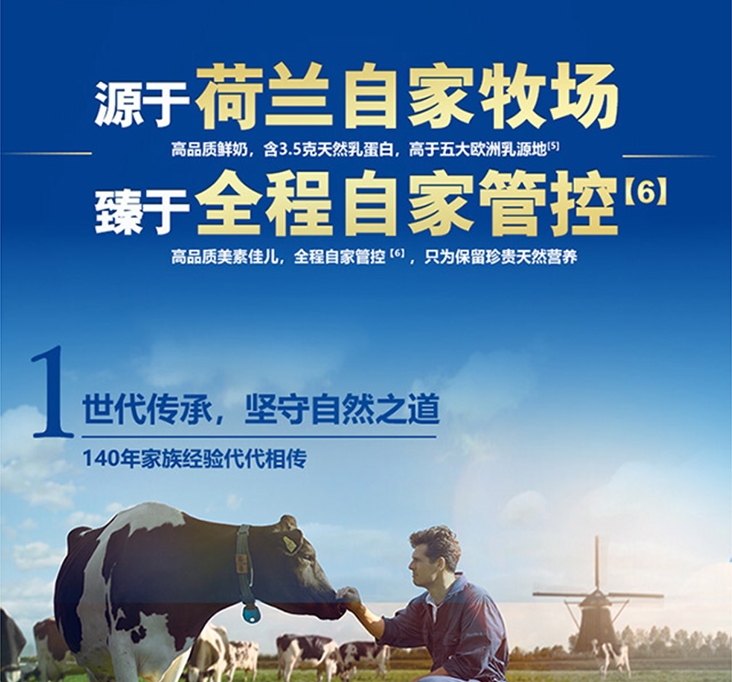 源于荷兰自家牧场
高品质鲜奶，含3.5克天然乳蛋白，高于五大欧洲乳源地[5]
臻于全程自家管控【6】
高品质美素佳儿，全程自家管控【6】，只为保留珍贵天然营养
1 世代传承，坚守自然之道
140年家族经验代代相传